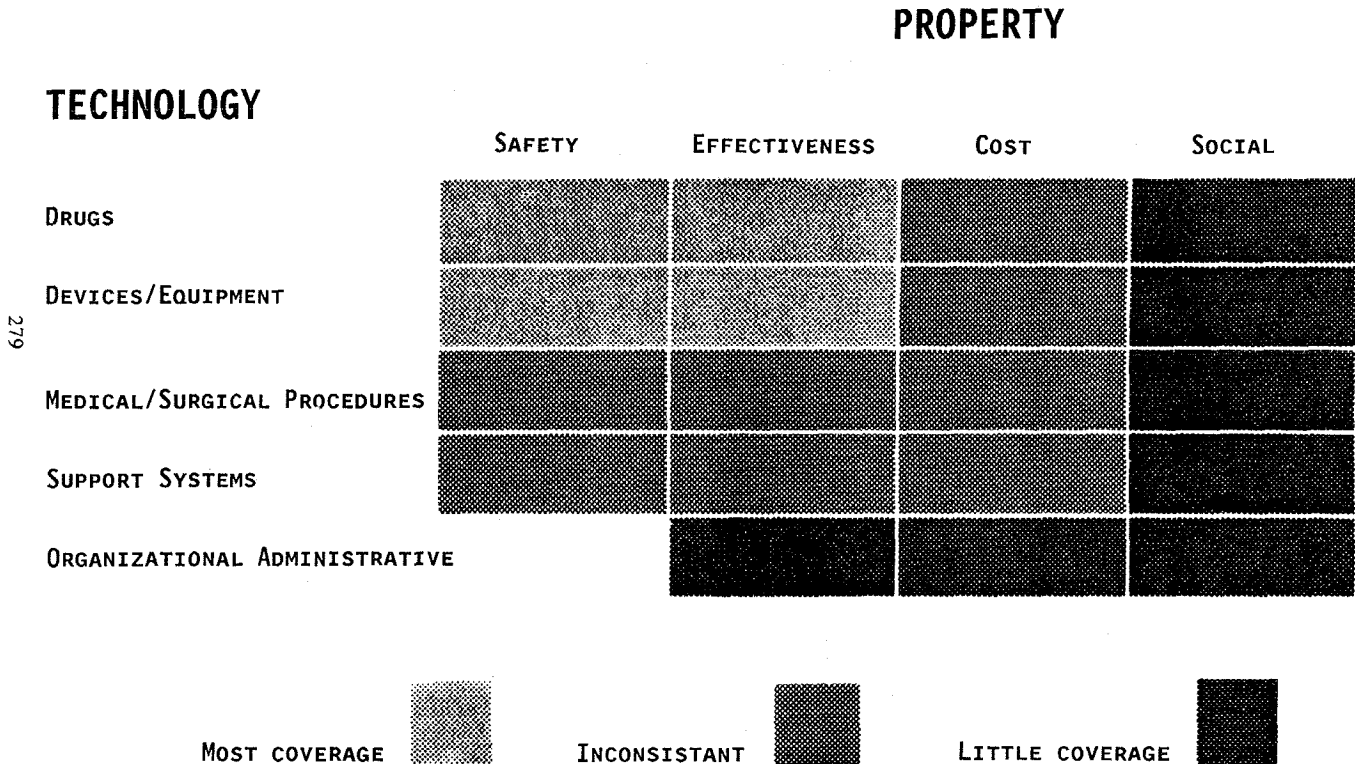 PROPERTY
TECHNOLOGY
SAFETY EFFECTIVENESS COST SOCIAL
DRUGS
DEVICES/EQUIPMENT
279
MEDICAL/SURGICAL PROCEDURES
SUPPORT SYSTEMS
ORGANIZATIONAL ADMINISTRATIVE
MOST COVERAGE INCONSISTANT LITTLE COVERAGE